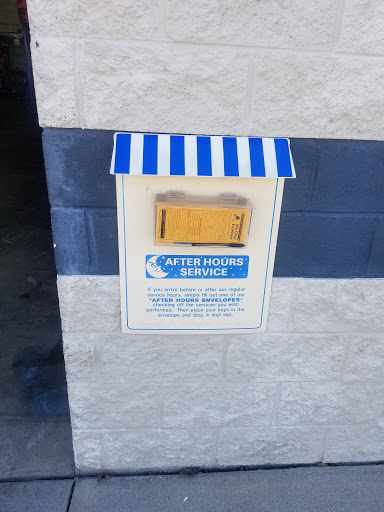 AFTER HOURS
SERVICE
If you arrive before or after our regular
service hours, simply fill out one of our
"AFTER HOURS ENVELOPES"
checking off the services you wish
performed. Then place your keys in the
envelope and drop in mail slot.